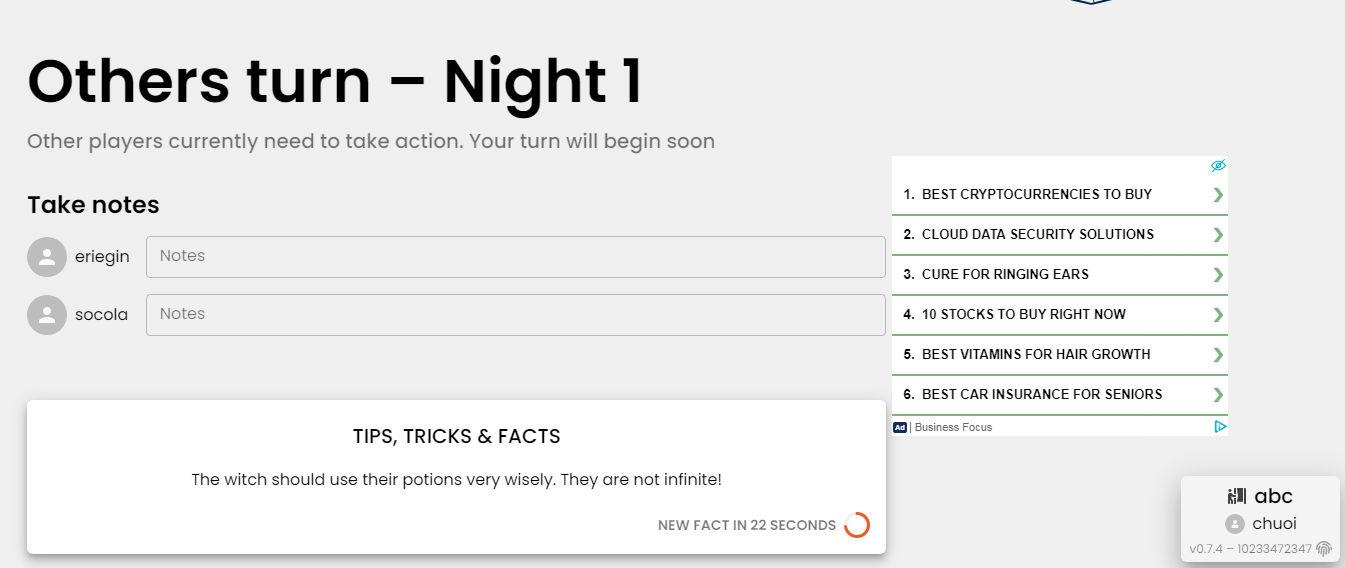 Others turn – Night 1
Other players currently need to take action. Your turn will begin soon
Take notes
eriegin
Notes
socola
Notes
TIPS, TRICKS & FACTS
The witch should use their potions very wisely. They are not infinite!
NEW FACT IN 22 SECONDS
1. BEST CRYPTOCURRENCIES TO BUY
2. CLOUD DATA SECURITY SOLUTIONS
3. CURE FOR RINGING EARS
4. 10 STOCKS TO BUY RIGHT NOW
5. BEST VITAMINS FOR HAIR GROWTH
6. BEST CAR INSURANCE FOR SENIORS
Ad | Business Focus
abc
chuoi
v0.7.4 – 10233472347